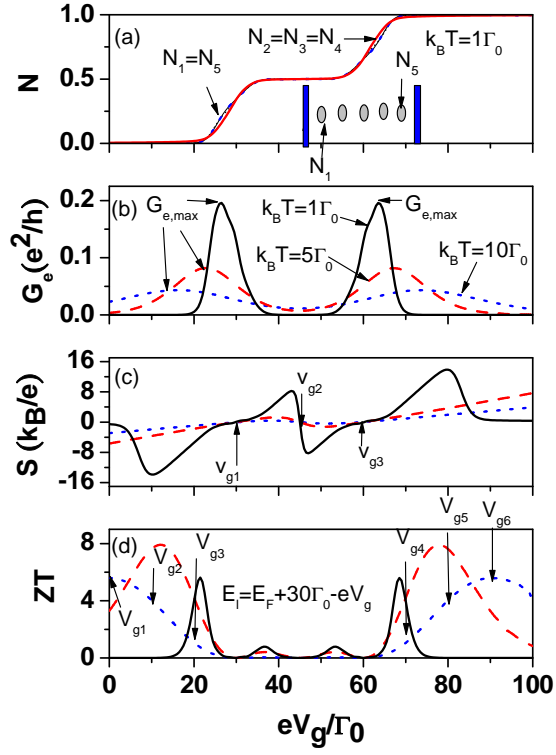 1.0
(a)
N₂=N₃=N₄
k_BT=1Γ₀
N₁=N₅
N
0.5
N₅
N₁
0.0
(b)
0.2
G_e,max
k_BT=1Γ₀
G_e,max
G_e(e²/h)
0.1
k_BT=5Γ₀
k_BT=10Γ₀
0.0
16
(c)
v_g2
8
S (k_B/e)
0
-8
v_g1
v_g3
-16
8
(d)
V_g1
V_g2
V_g3
V_g4
V_g5
V_g6
ZT
4
E_l=E_F+30Γ₀-eV_g
0
0 20 40 60 80 100
eV_g/Γ₀